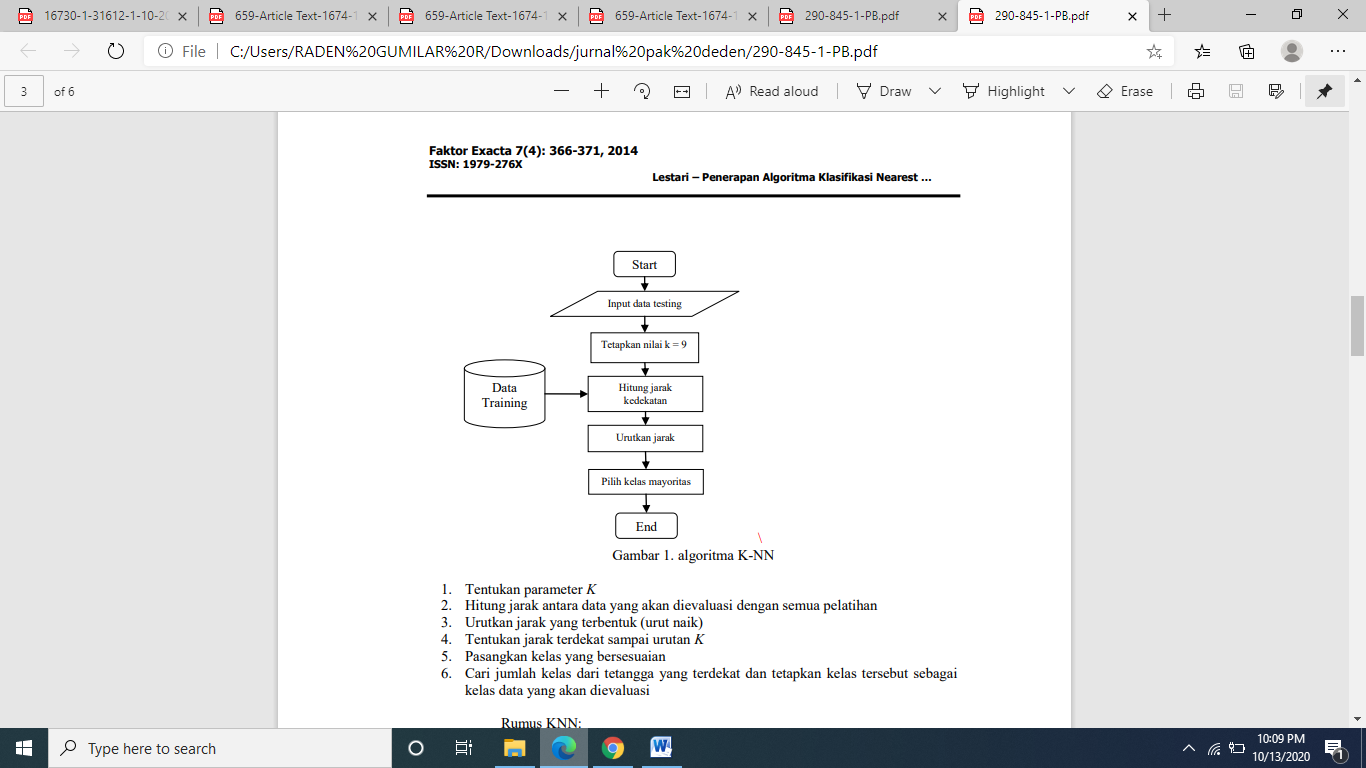 16730-1-31612-1-10-20
659-Article Text-1674-1
659-Article Text-1674-1
659-Article Text-1674-1
290-845-1-PB.pdf
290-845-1-PB.pdf
File
C:/Users/RADEN%20GUMILAR%20R/Downloads/jurnal%20pak%20deden/290-845-1-PB.pdf
3 of 6
Read aloud
Draw
Highlight
Erase
Faktor Exacta 7(4): 366-371, 2014
ISSN: 1979-276X
Lestari – Penerapan Algoritma Klasifikasi Nearest ...
Start
Input data testing
Tetapkan nilai k = 9
Data
Training
Hitung jarak
kedekatan
Urutkan jarak
Pilih kelas mayoritas
End
Gambar 1. algoritma K-NN
1. Tentukan parameter K
2. Hitung jarak antara data yang akan dievaluasi dengan semua pelatihan
3. Urutkan jarak yang terbentuk (urut naik)
4. Tentukan jarak terdekat sampai urutan K
5. Pasangkan kelas yang bersesuaian
6. Cari jumlah kelas dari tetangga yang terdekat dan tetapkan kelas tersebut sebagai
kelas data yang akan dievaluasi
Rumus KNN:
Type here to search
10:09 PM
10/13/2020
1